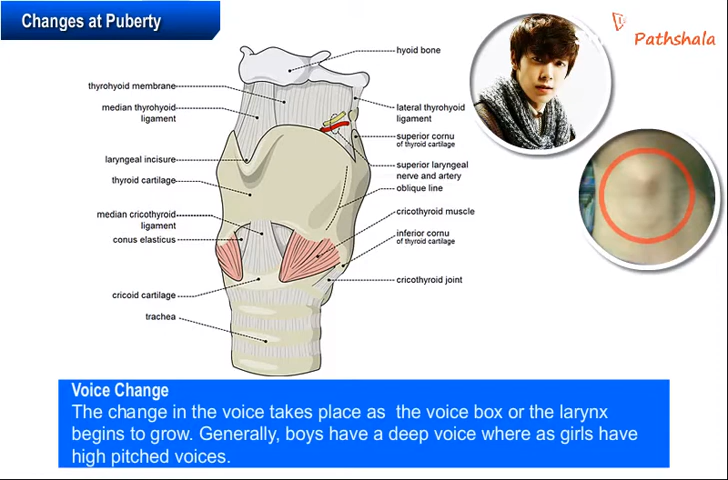 Changes at Puberty
Pathshala
hyoid bone
thyrohyoid membrane
median thyrohyoid
ligament
lateral thyrohyoid
ligament
superior cornu
of thyroid cartilage
laryngeal incisure
superior laryngeal
nerve and artery
thyroid cartilage
oblique line
median cricothyroid
ligament
cricothyroid muscle
conus elasticus
inferior cornu
of thyroid cartilage
cricothyroid joint
cricoid cartilage
trachea
Voice Change
The change in the voice takes place as the voice box or the larynx
begins to grow. Generally, boys have a deep voice where as girls have
high pitched voices.